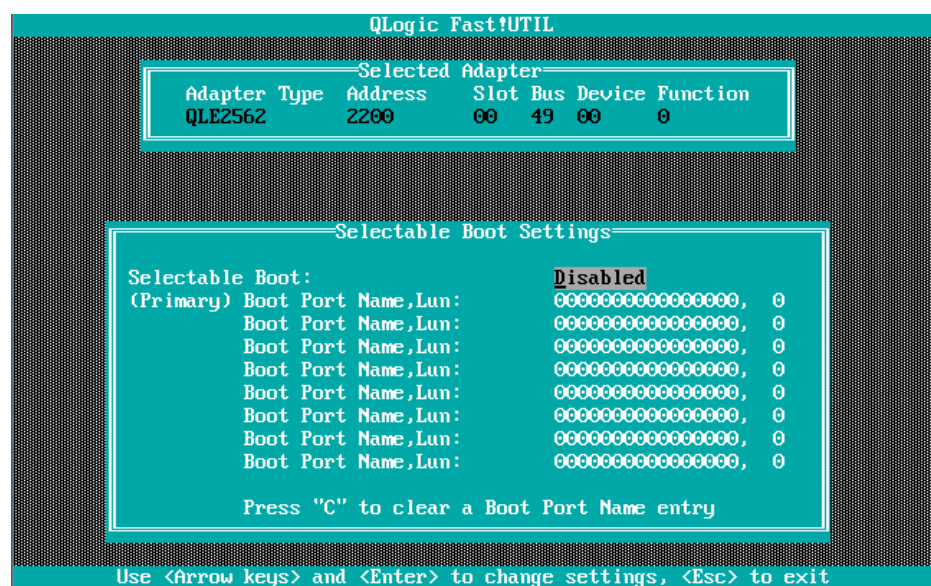 QLogic Fast!UTIL
Selected Adapter
Adapter Type Address Slot Bus Device Function
QLE2562 2200 00 49 00 0
Selectable Boot Settings
Selectable Boot: Disabled
(Primary) Boot Port Name,Lun: 0000000000000000, 0
Boot Port Name,Lun: 0000000000000000, 0
Boot Port Name,Lun: 0000000000000000, 0
Boot Port Name,Lun: 0000000000000000, 0
Boot Port Name,Lun: 0000000000000000, 0
Boot Port Name,Lun: 0000000000000000, 0
Boot Port Name,Lun: 0000000000000000, 0
Boot Port Name,Lun: 0000000000000000, 0
Press "C" to clear a Boot Port Name entry
Use <Arrow keys> and <Enter> to change settings, <Esc> to exit